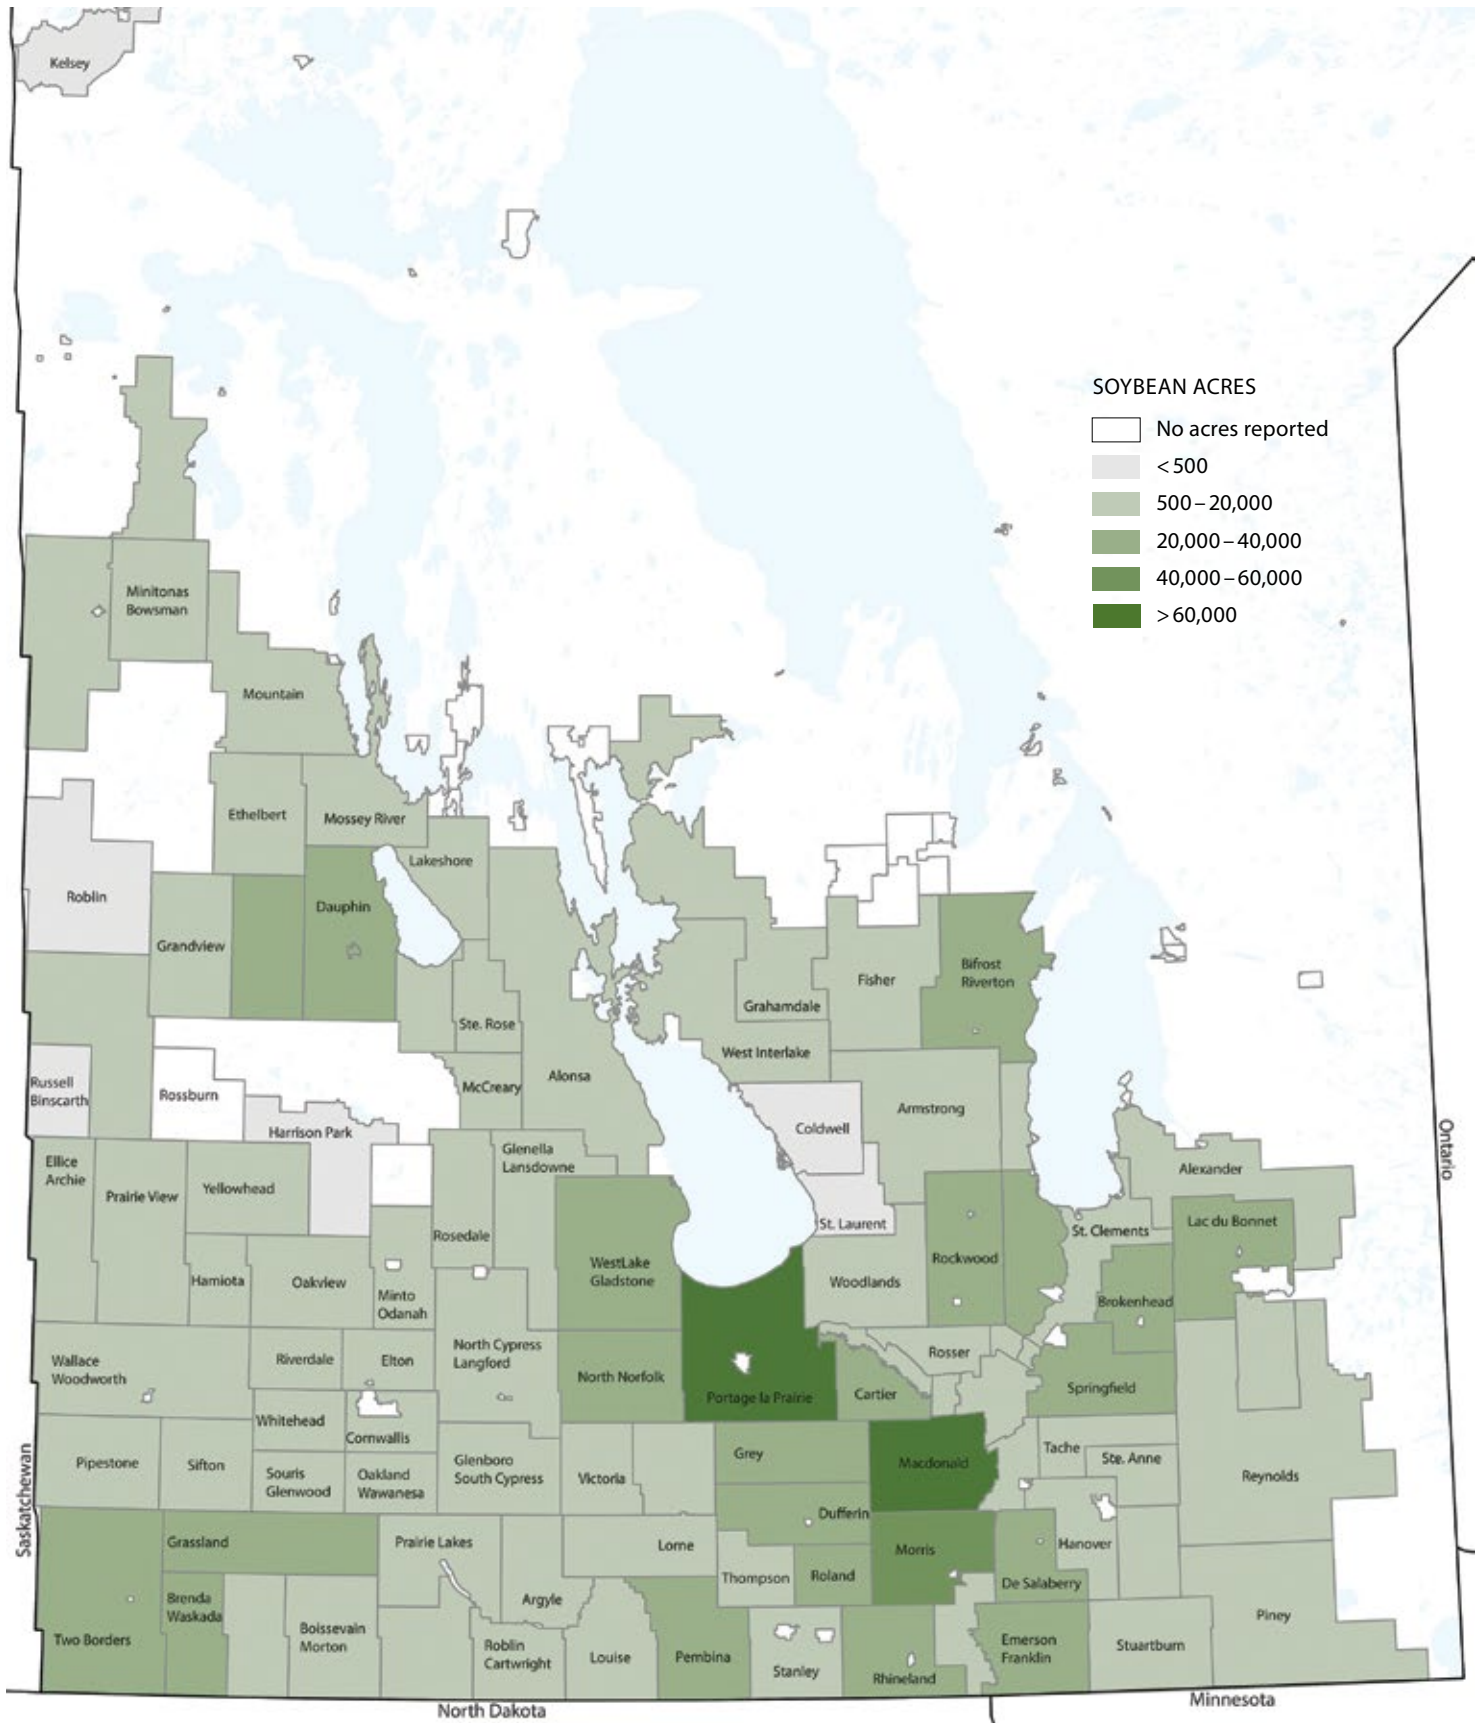 Kelsey
SOYBEAN ACRES
No acres reported
<500
500–20,000
20,000–40,000
40,000–60,000
>60,000
Minitonas
Bowsman
Mountain
Ethelbert
Mossey River
Lakeshore
Roblin
Dauphin
Grandview
Ste. Rose
Fisher
Bifrost
Riverton
Grahamdale
West Interlake
Russell
Binscarth
Rossburn
McCreary
Alonsa
Armstrong
Harrison Park
Coldwell
Ontario
Ellice
Archie
Prairie View
Yellowhead
Glenella
Lansdowne
Alexander
Rosedale
St. Laurent
St. Clements
Lac du Bonnet
Hamiota
Oakview
Minto
Odanah
WestLake
Gladstone
Woodlands
Rockwood
Brokenhead
Wallace
Woodworth
Riverdale
Elton
North Cypress
Langford
North Norfolk
Portage la Prairie
Cartier
Rosser
Springfield
Whitehead
Cornwallis
Saskatchewan
Pipestone
Sifton
Souris
Glenwood
Oakland
Wawanesa
Glenboro
South Cypress
Victoria
Grey
Macdonald
Tache
Ste. Anne
Reynolds
Grassland
Prairie Lakes
Lorne
Dufferin
Morris
Hanover
Two Borders
Brenda
Waskada
Boissevain
Morton
Argyle
Thompson
Roland
De Salaberry
Roblin
Cartwright
Louise
Pembina
Stanley
Rhineland
Emerson
Franklin
Stuartburn
Piney
North Dakota
Minnesota